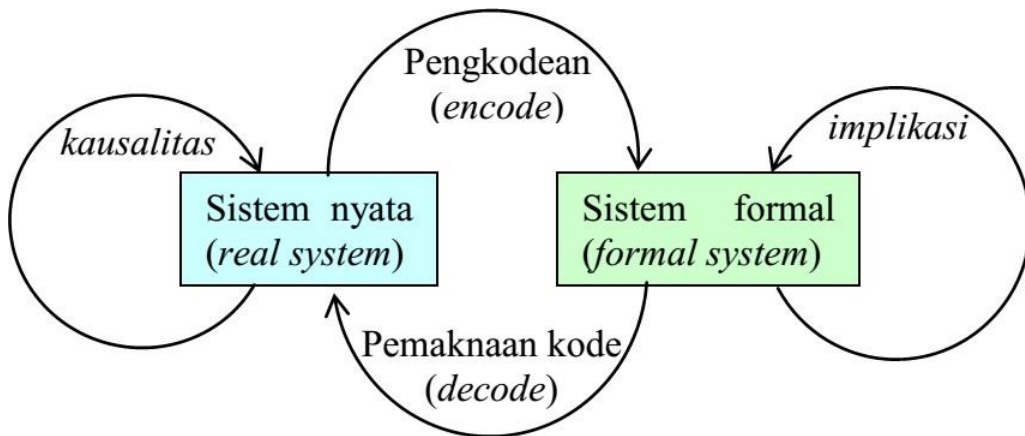 Pengkodean
(encode)
kausalitas
implikasi
Sistem nyata
(real system)
Sistem formal
(formal system)
Pemaknaan kode
(decode)